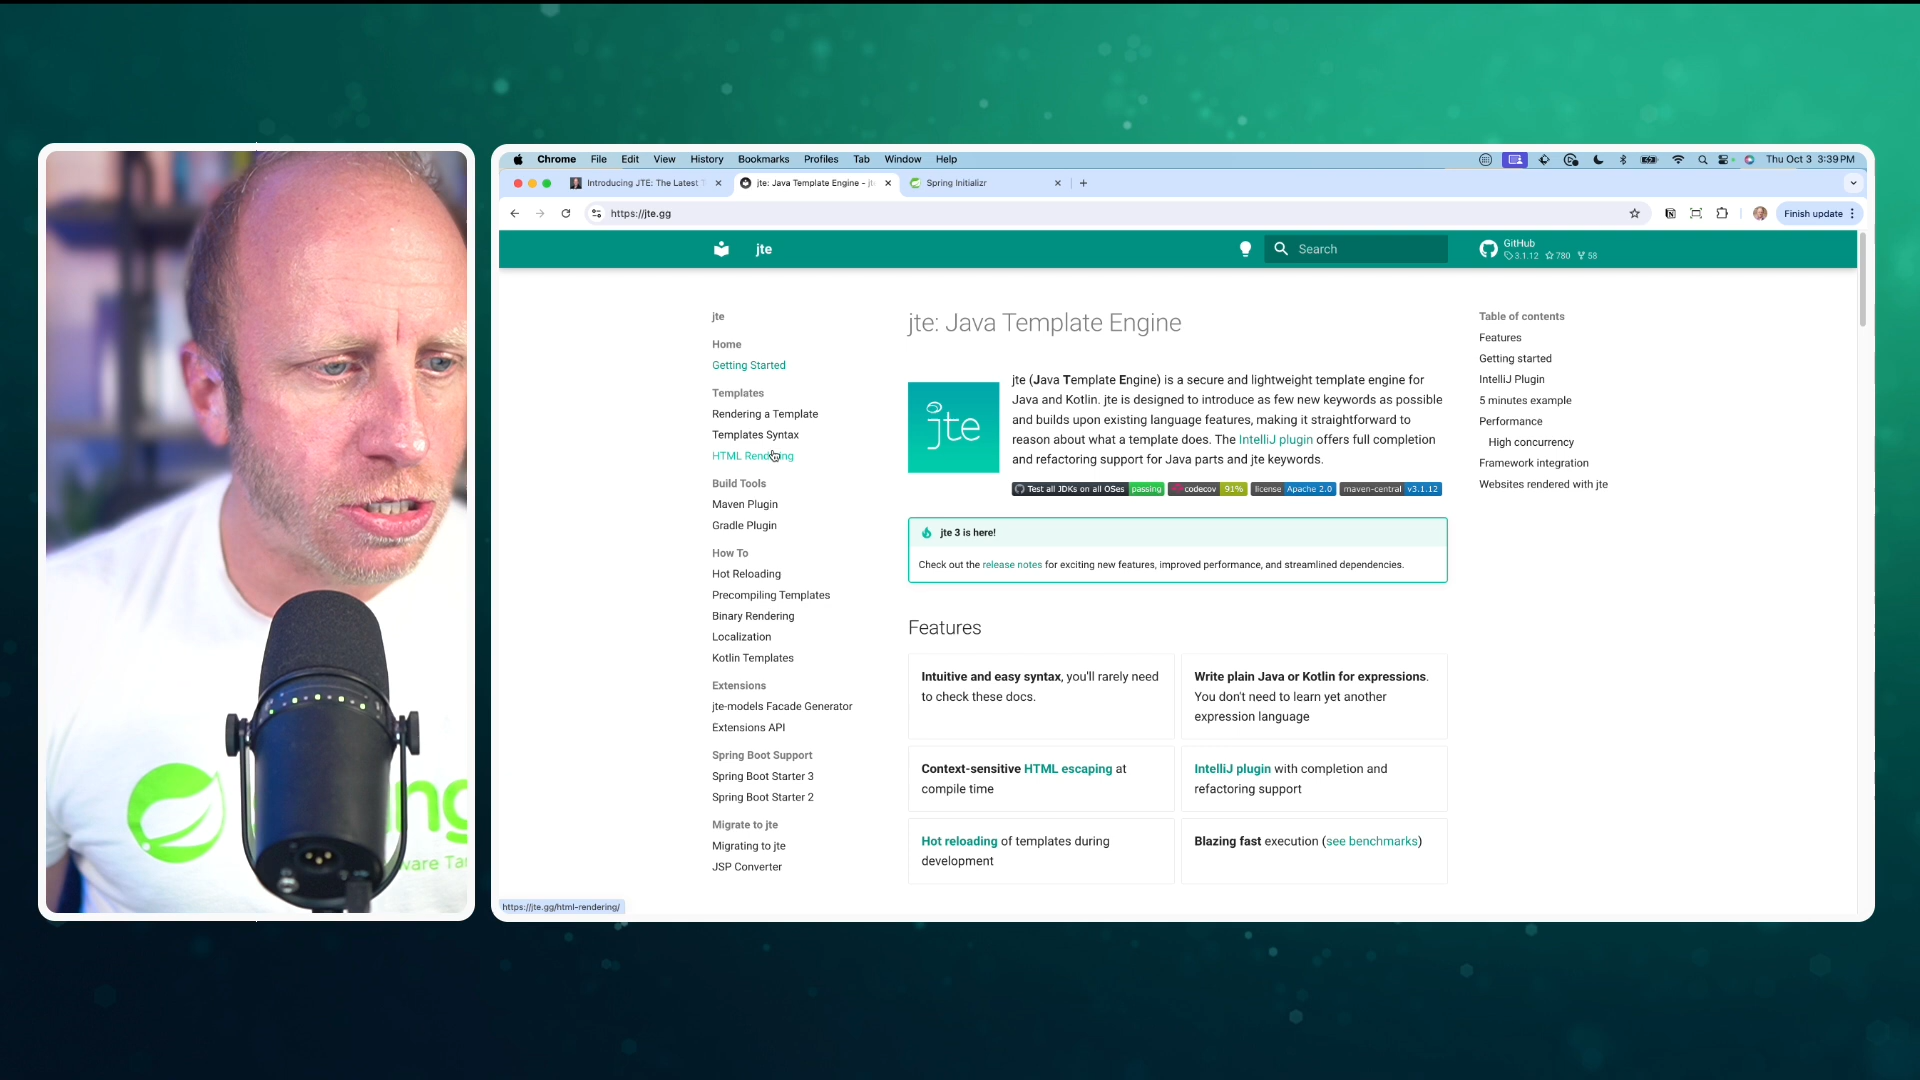 Chrome File Edit View History Bookmarks Profiles Tab Window Help
Thu Oct 3 3:39 PM
Introducing JTE: The Latest T
jte: Java Template Engine - jt
Spring Initializr
https://jte.gg
Finish update
jte
Search
GitHub
3.1.12 780 58
jte
Home
Getting Started
Templates
Rendering a Template
Templates Syntax
HTML Rendering
Build Tools
Maven Plugin
Gradle Plugin
How To
Hot Reloading
Precompiling Templates
Binary Rendering
Localization
Kotlin Templates
Extensions
jte-models Facade Generator
Extensions API
Spring Boot Support
Spring Boot Starter 3
Spring Boot Starter 2
Migrate to jte
Migrating to jte
JSP Converter
jte: Java Template Engine
jte
jte (Java Template Engine) is a secure and lightweight template engine for
Java and Kotlin. jte is designed to introduce as few new keywords as possible
and builds upon existing language features, making it straightforward to
reason about what a template does. The IntelliJ plugin offers full completion
and refactoring support for Java parts and jte keywords.
Test all JDKs on all OSes passing codecov 91% license Apache 2.0 maven-central v3.1.12
jte 3 is here!
Check out the release notes for exciting new features, improved performance, and streamlined dependencies.
Features
Intuitive and easy syntax, you'll rarely need
to check these docs.
Write plain Java or Kotlin for expressions.
You don't need to learn yet another
expression language
Context-sensitive HTML escaping at
compile time
IntelliJ plugin with completion and
refactoring support
Hot reloading of templates during
development
Blazing fast execution (see benchmarks)
Table of contents
Features
Getting started
IntelliJ Plugin
5 minutes example
Performance
High concurrency
Framework integration
Websites rendered with jte
https://jte.gg/html-rendering/